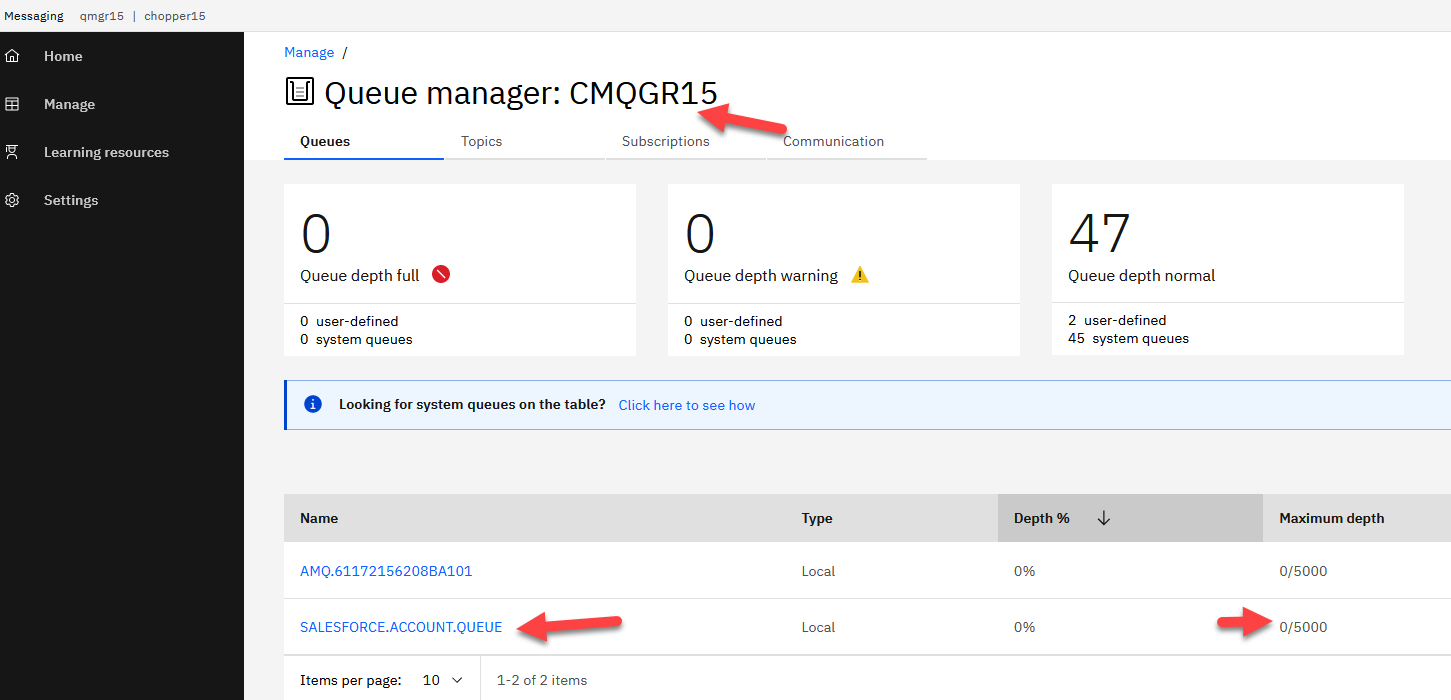 Messaging qmgr15 | chopper15
Home
Manage
Learning resources
Settings
Manage /
Queue manager: CMQGR15
Queues Topics Subscriptions Communication
0
Queue depth full
0 user-defined
0 system queues
0
Queue depth warning
0 user-defined
0 system queues
47
Queue depth normal
2 user-defined
45 system queues
Looking for system queues on the table? Click here to see how
Name Type Depth % Maximum depth
AMQ.61172156208BA101 Local 0% 0/5000
SALESFORCE.ACCOUNT.QUEUE Local 0% 0/5000
Items per page: 10 1-2 of 2 items